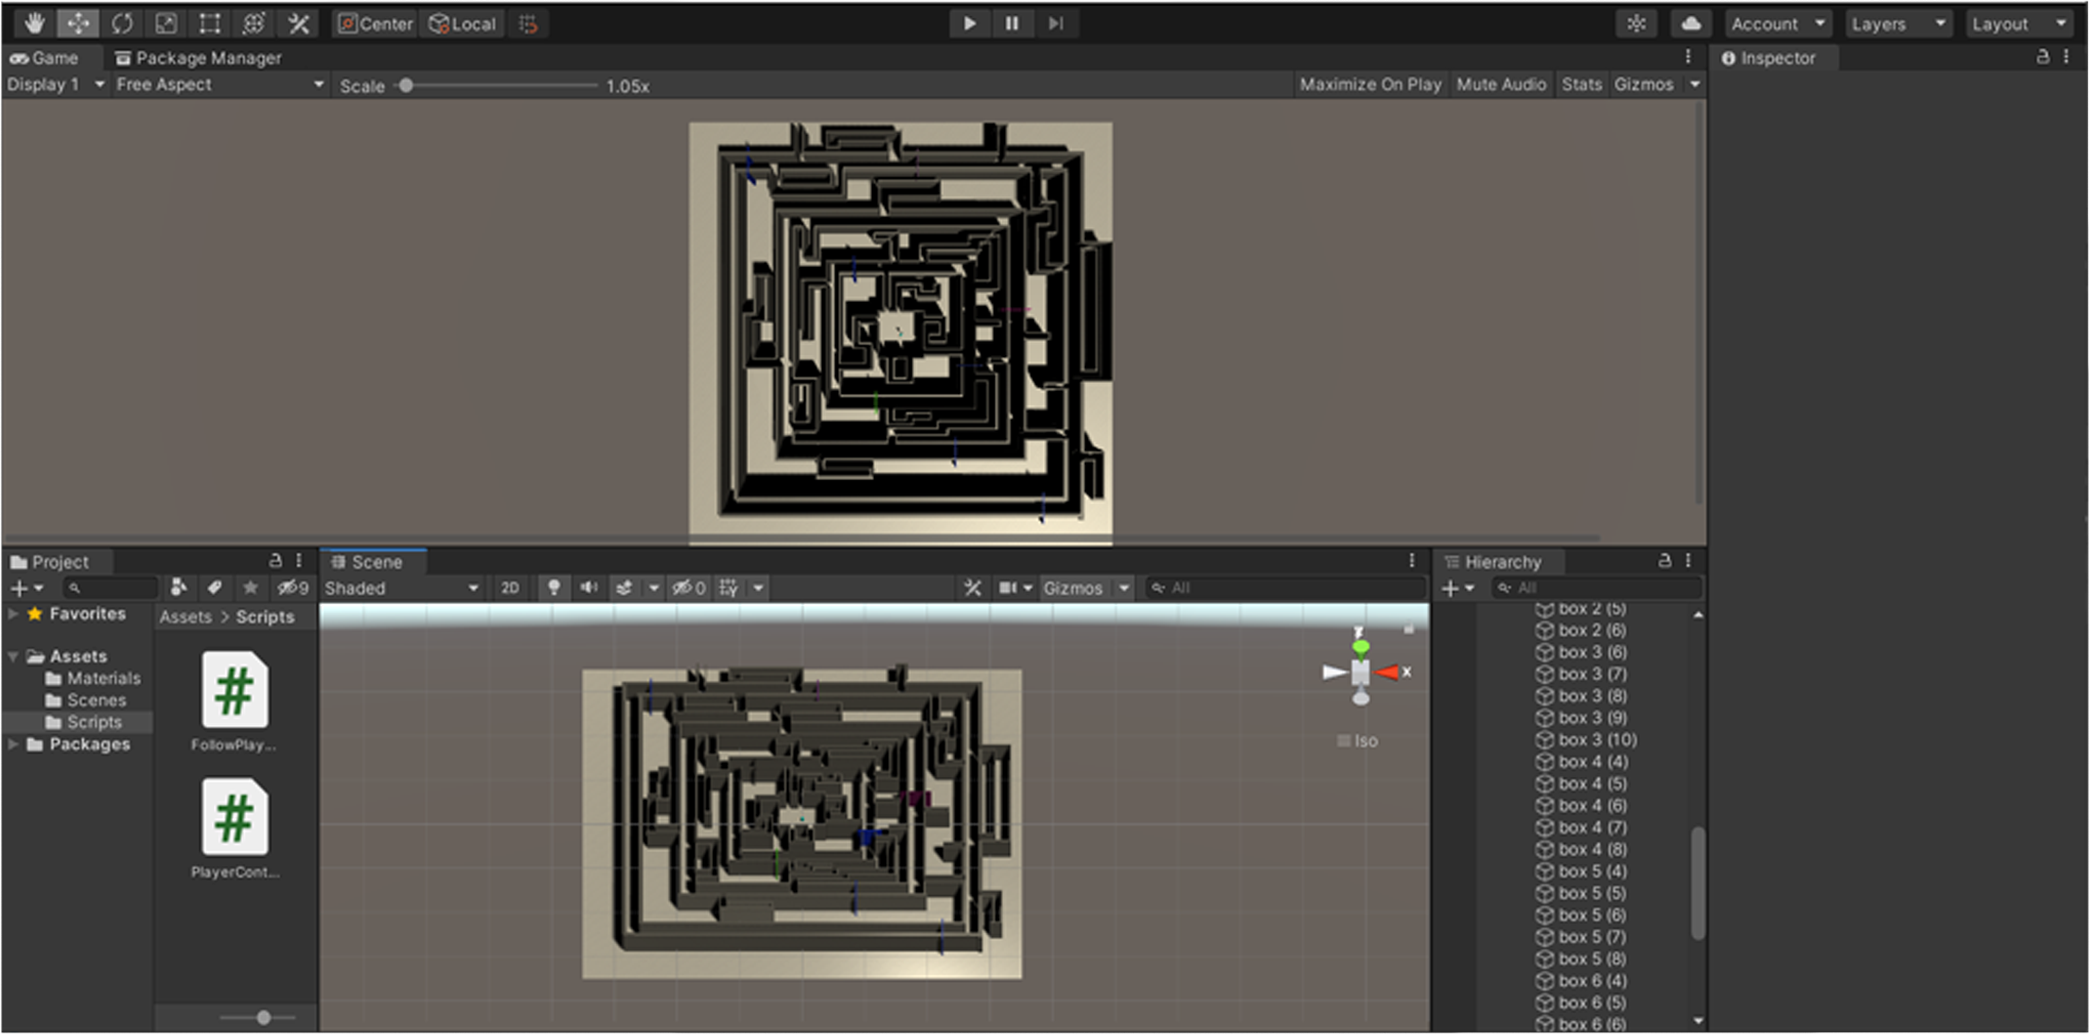 Center Local Account Layers Layout
Game Package Manager Inspector
Display 1 Free Aspect Scale 1.05x Maximize On Play Mute Audio Stats Gizmos
Project Scene Hierarchy
9 Shaded 2D 0 Gizmos All All
Favorites
Assets > Scripts
Assets
Materials
Scenes
Scripts
Packages
#
FollowPlay...
#
PlayerCont...
x
Iso
box 2 (5)
box 2 (6)
box 3 (6)
box 3 (7)
box 3 (8)
box 3 (9)
box 3 (10)
box 4 (4)
box 4 (5)
box 4 (6)
box 4 (7)
box 4 (8)
box 5 (4)
box 5 (5)
box 5 (6)
box 5 (7)
box 5 (8)
box 6 (4)
box 6 (5)
box 6 (6)